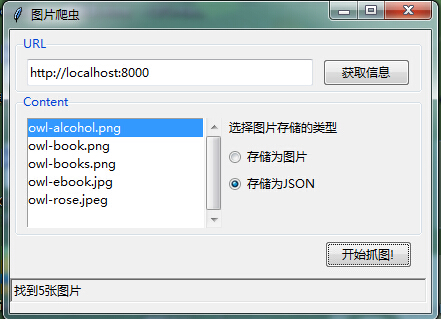 图片爬虫
URL
http://localhost:8000
获取信息
Content
owl-alcohol.png
owl-book.png
owl-books.png
owl-ebook.jpg
owl-rose.jpeg
选择图片存储的类型
存储为图片
存储为JSON
开始抓图!
找到5张图片